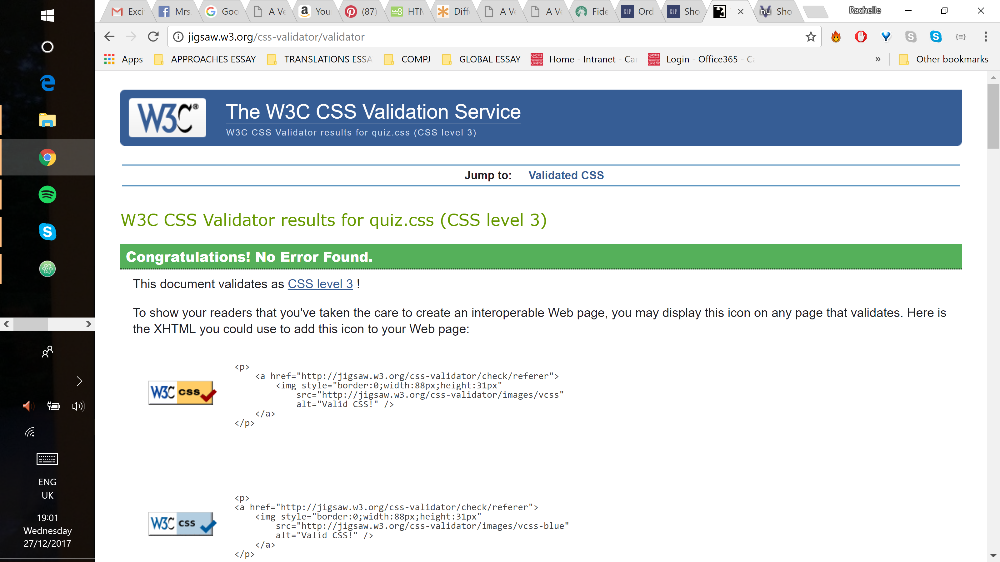 Exci
Mrs.
Goo
A Ve
You
(87)
HTM
Diffe
A Ve
A Ve
Fide
Ord
Sho
Sho
Rachelle
jigsaw.w3.org/css-validator/validator
Apps
APPROACHES ESSAY
TRANSLATIONS ESSA
COMPJ
GLOBAL ESSAY
Home - Intranet - Car
Login - Office365 - Ca
»
Other bookmarks
W3C®
The W3C CSS Validation Service
W3C CSS Validator results for quiz.css (CSS level 3)
Jump to: Validated CSS
W3C CSS Validator results for quiz.css (CSS level 3)
Congratulations! No Error Found.
This document validates as CSS level 3 !
To show your readers that you've taken the care to create an interoperable Web page, you may display this icon on any page that validates. Here is
the XHTML you could use to add this icon to your Web page:
W3C css
<p>
<a href="http://jigsaw.w3.org/css-validator/check/referer">
<img style="border:0;width:88px;height:31px"
src="http://jigsaw.w3.org/css-validator/images/vcss"
alt="Valid CSS!" />
</a>
</p>
W3C css
<p>
<a href="http://jigsaw.w3.org/css-validator/check/referer">
<img style="border:0;width:88px;height:31px"
src="http://jigsaw.w3.org/css-validator/images/vcss-blue"
alt="Valid CSS!" />
</a>
</p>
ENG
UK
19:01
Wednesday
27/12/2017